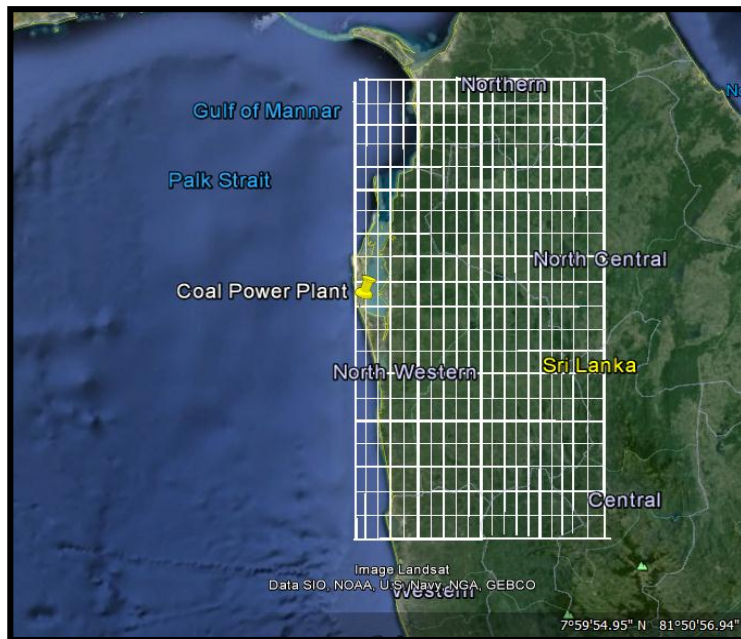 Northern
No
Gulf of Mannar
Palk Strait
North Central
Coal Power Plant
Sri Lanka
North Western
Central
Image Landsat
Data SIO, NOAA, U.S. Navy, NGA, GEBCO
Western
7°59'54.95" N 81°50'56.94"